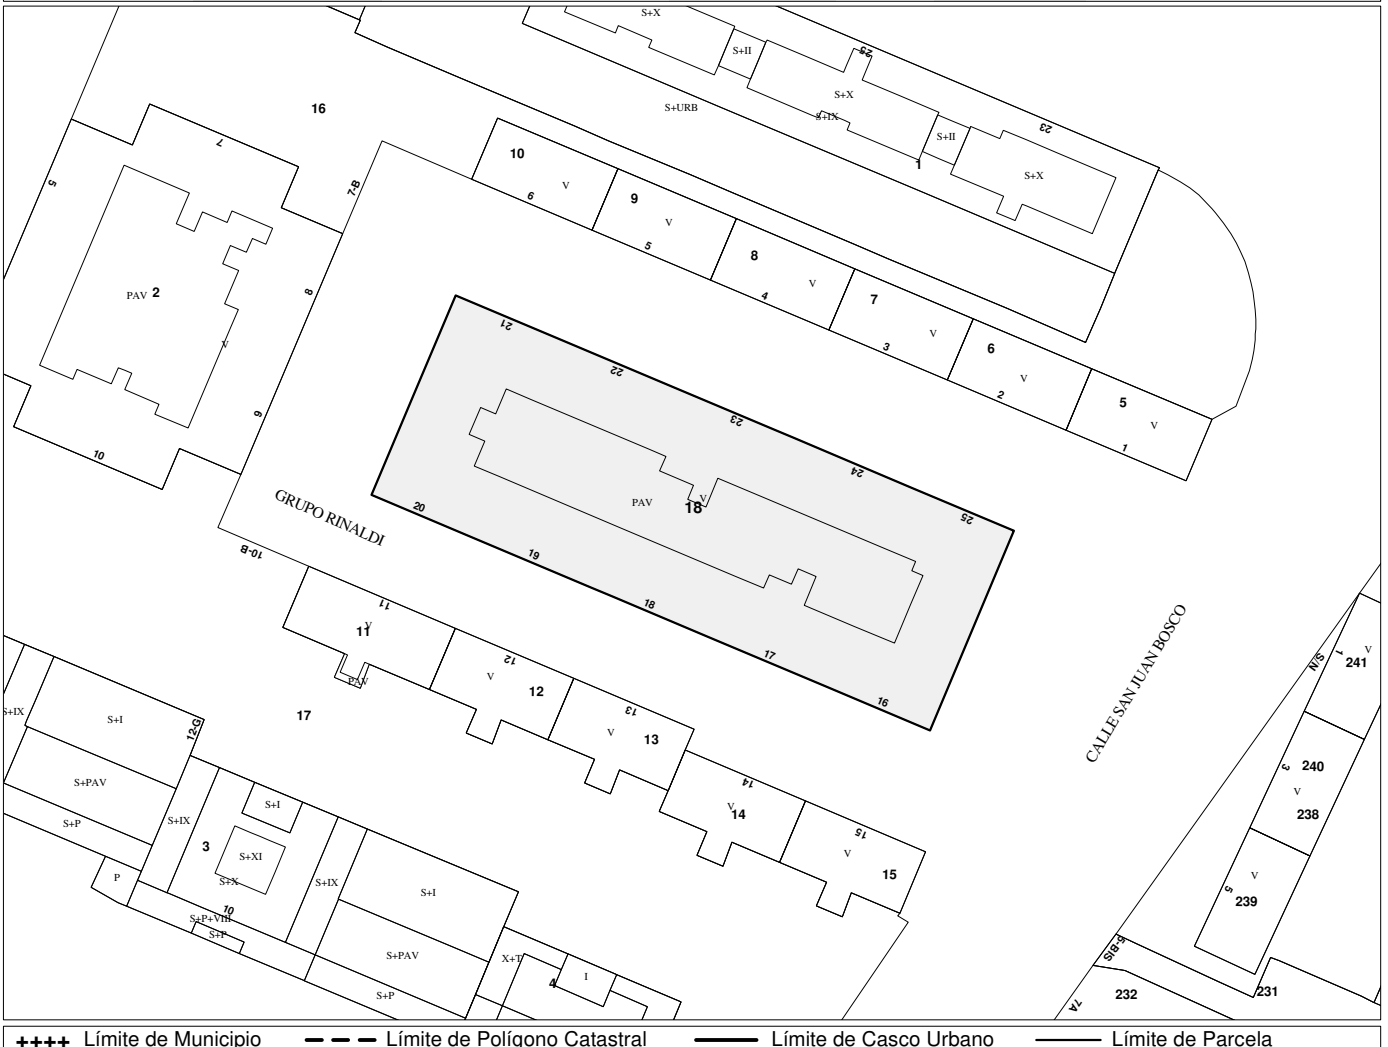 S+X
S+II
25
S+X
S+IX
S+URB
S+II
23
1
S+X
16
7
7-B
5
10
V
6
9
V
5
8
V
4
7
V
3
6
V
2
5
V
1
PAV 2
V
8
9
10
21
22
23
24
25
PAV
V
18
20
19
18
17
16
GRUPO RINALDI
CALLE SAN JUAN BOSCO
10-B
11
V
11
PAV
12
V
12
13
V
13
14
V
14
15
V
15
17
S+IX
S+I
12-G
S+PAV
S+P
S+IX
S+I
3
S+XI
S+X
10
P
S+P+VIII
S+P
S+IX
S+I
S+PAV
S+P
X+T
4
I
S/N
1
V
241
240
3
V
238
V
5
239
5-BIS
7A
232
231
++++ Límite de Municipio
Límite de Polígono Catastral
Límite de Casco Urbano
Límite de Parcela